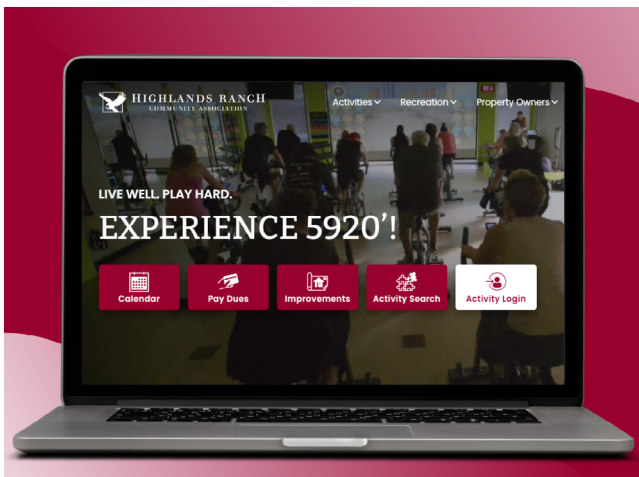 HIGHLANDS RANCH
COMMUNITY ASSOCIATION
Activities
Recreation
Property Owners
LIVE WELL. PLAY HARD.
EXPERIENCE 5920’!
Calendar
Pay Dues
Improvements
Activity Search
Activity Login